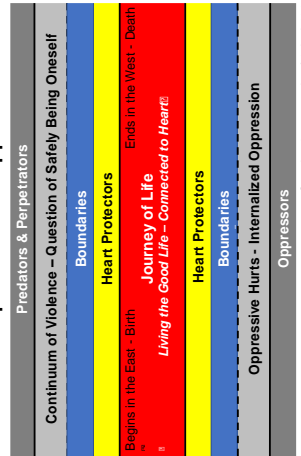 Predators & Perpetrators
Continuum of Violence – Question of Safely Being Oneself
Boundaries
Heart Protectors
Begins in the East - Birth Ends in the West - Death
Journey of Life
Living the Good Life – Connected to Heart
Heart Protectors
Boundaries
Oppressive Hurts - Internalized Oppression
Oppressors